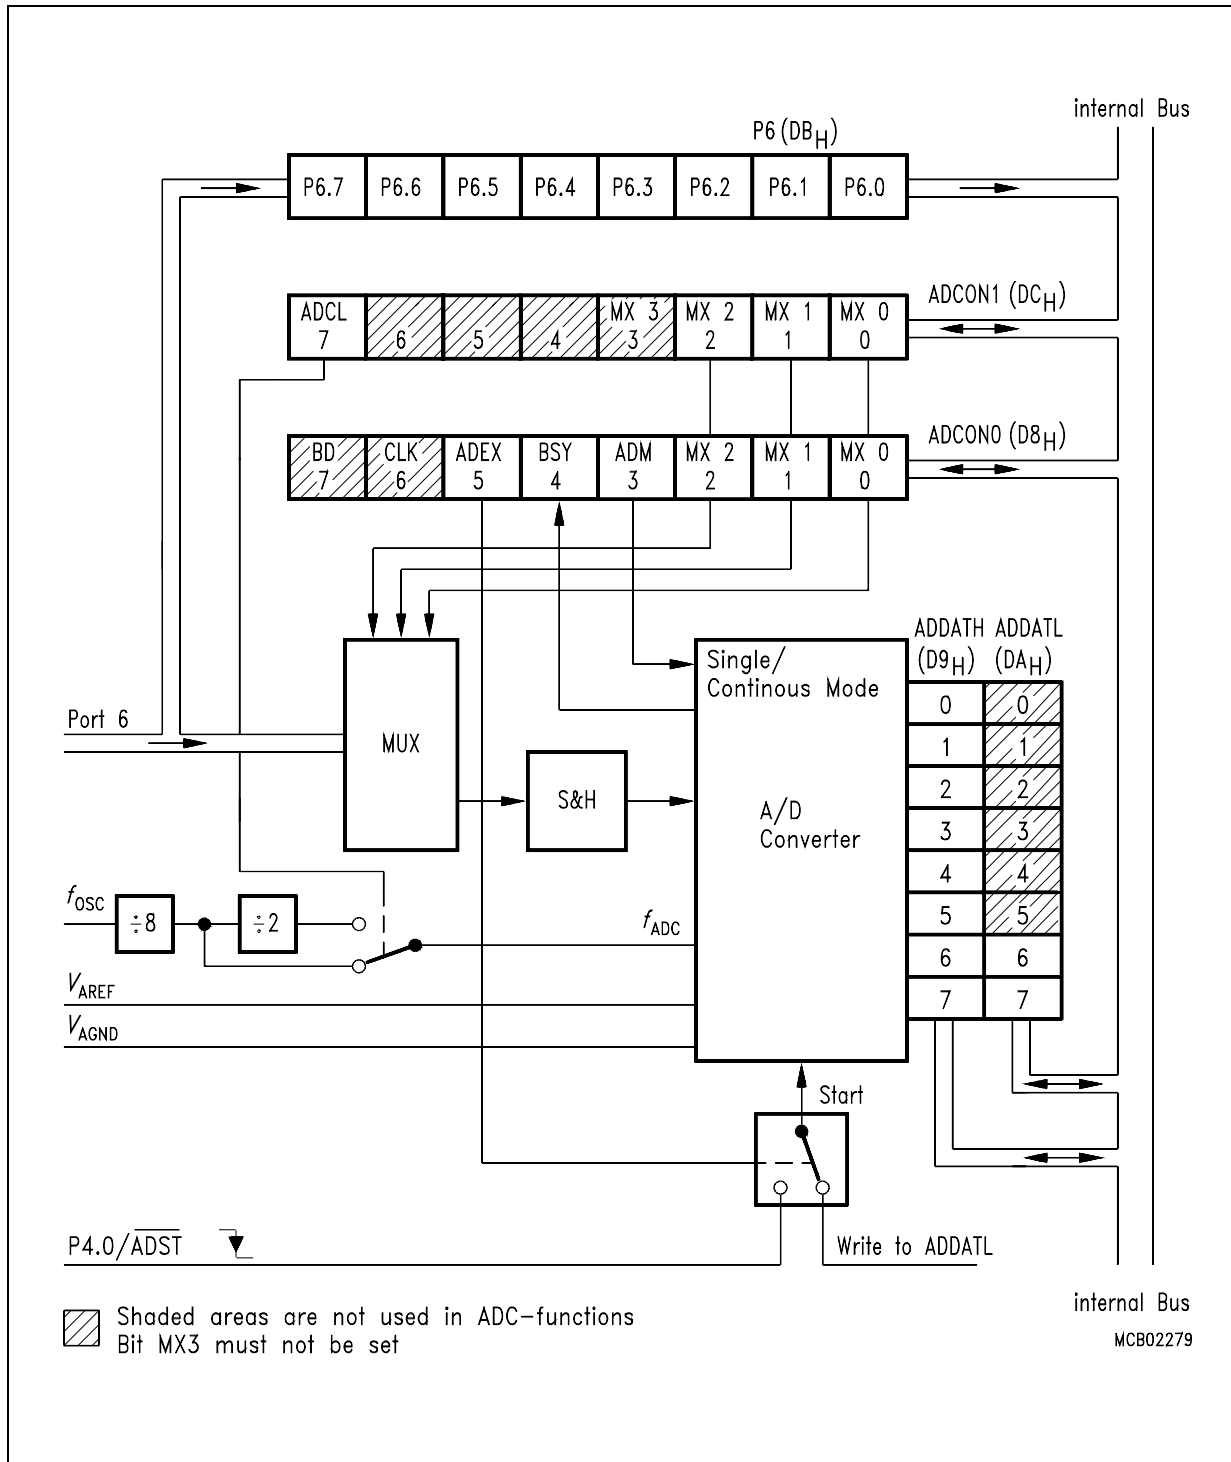 internal Bus
P6 (DBH)
P6.7 P6.6 P6.5 P6.4 P6.3 P6.2 P6.1 P6.0
ADCON1 (DCH)
ADCL MX 3 MX 2 MX 1 MX 0
7 6 5 4 3 2 1 0
ADCON0 (D8H)
BD CLK ADEX BSY ADM MX 2 MX 1 MX 0
7 6 5 4 3 2 1 0
ADDATH ADDATL
(D9H) (DAH)
Single/
Continous Mode
0 0
Port 6
MUX
1 1
2 2
S&H
A/D
Converter
3 3
4 4
fOSC
÷8
÷2
fADC
5 5
6 6
VAREF
7 7
VAGND
Start
P4.0/ADST
Write to ADDATL
internal Bus
Shaded areas are not used in ADC-functions
Bit MX3 must not be set
MCB02279